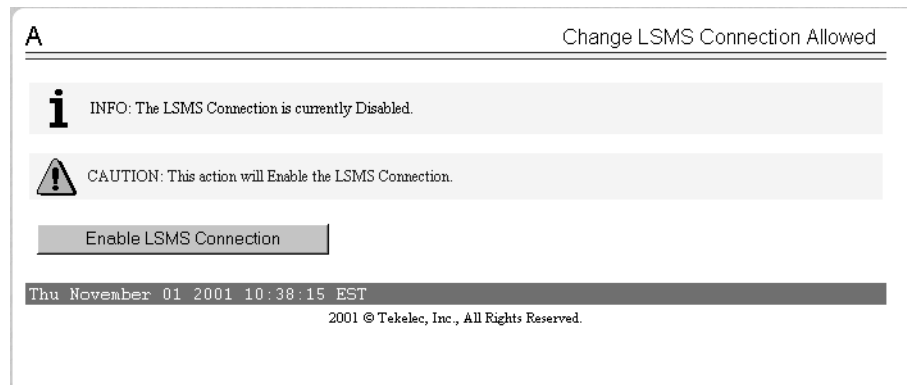 A
Change LSMS Connection Allowed
INFO: The LSMS Connection is currently Disabled.
CAUTION: This action will Enable the LSMS Connection.
Enable LSMS Connection
Thu November 01 2001 10:38:15 EST
2001 © Tekelec, Inc., All Rights Reserved.